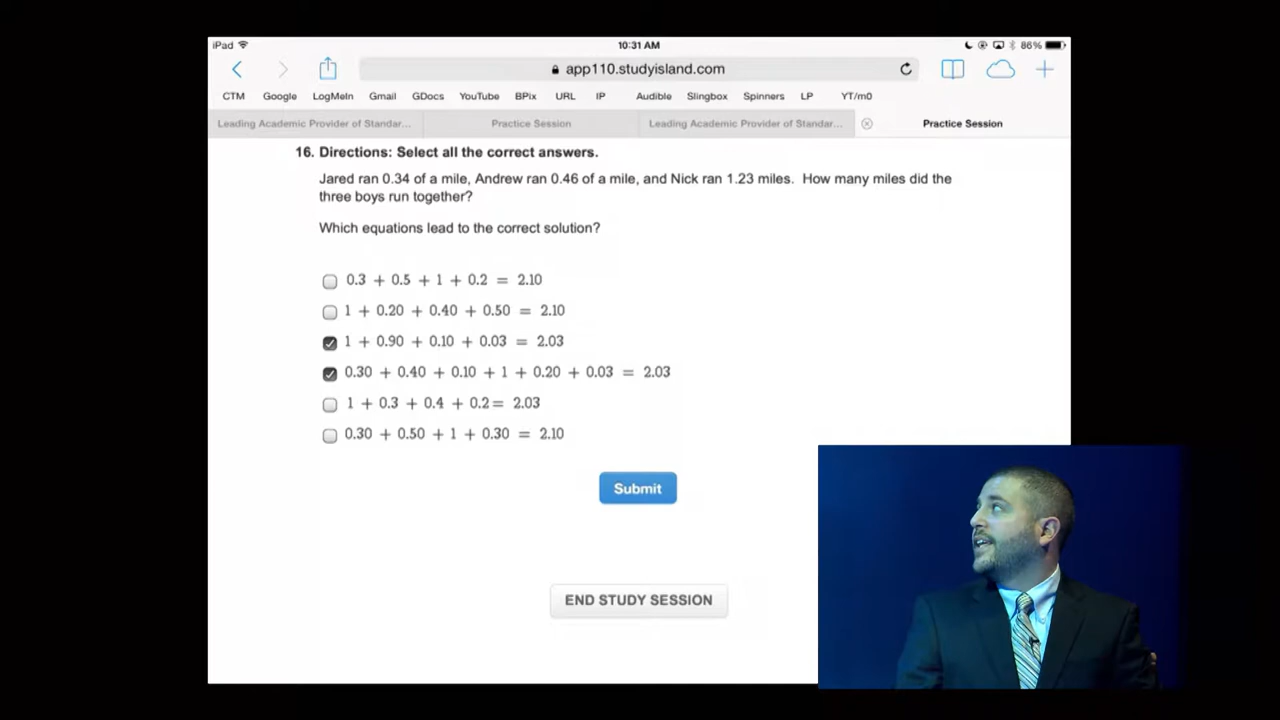 iPad
10:31 AM
86%
app110.studyisland.com
CTM Google LogMeIn Gmail GDocs YouTube BPix URL IP Audible Slingbox Spinners LP YT/m0
Leading Academic Provider of Standar... Practice Session Leading Academic Provider of Standar... Practice Session
16. Directions: Select all the correct answers.
Jared ran 0.34 of a mile, Andrew ran 0.46 of a mile, and Nick ran 1.23 miles. How many miles did the
three boys run together?
Which equations lead to the correct solution?
0.3 + 0.5 + 1 + 0.2 = 2.10
1 + 0.20 + 0.40 + 0.50 = 2.10
1 + 0.90 + 0.10 + 0.03 = 2.03
0.30 + 0.40 + 0.10 + 1 + 0.20 + 0.03 = 2.03
1 + 0.3 + 0.4 + 0.2= 2.03
0.30 + 0.50 + 1 + 0.30 = 2.10
Submit
END STUDY SESSION